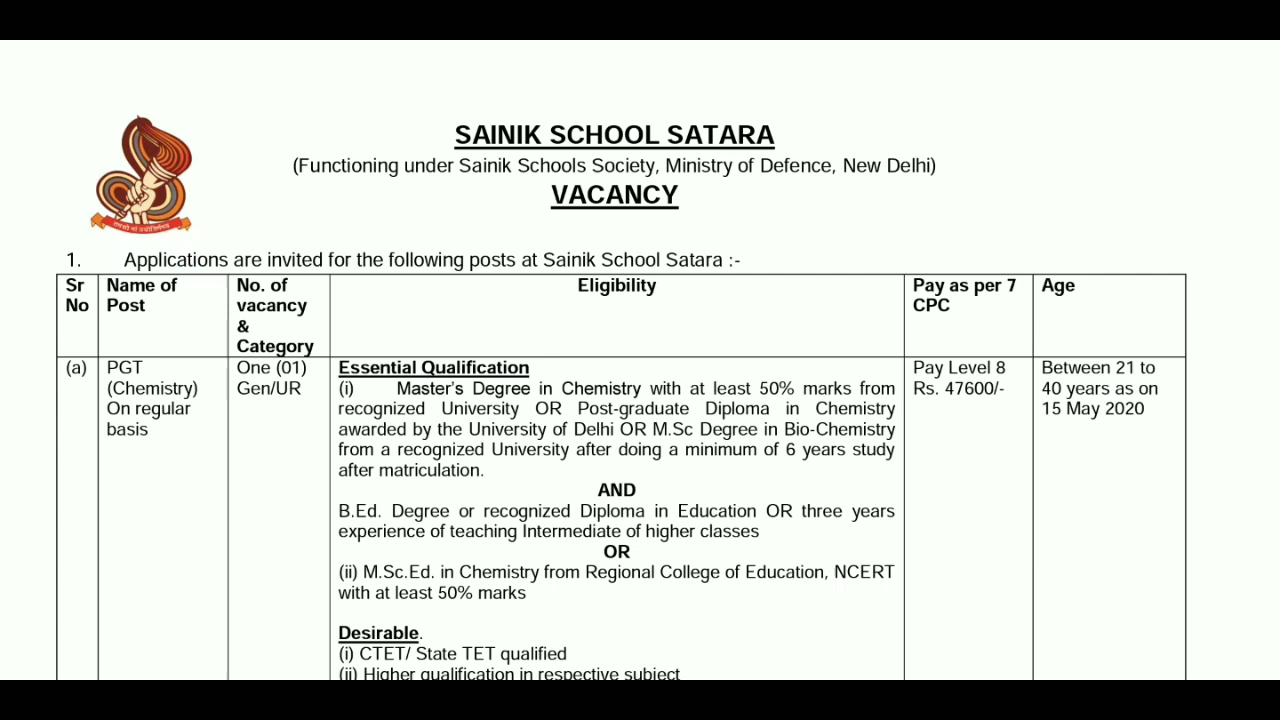 SAINIK SCHOOL SATARA
(Functioning under Sainik Schools Society, Ministry of Defence, New Delhi)
VACANCY
1. Applications are invited for the following posts at Sainik School Satara :-
Sr No
Name of Post
No. of vacancy & Category
Eligibility
Pay as per 7 CPC
Age
(a)
PGT
(Chemistry)
On regular
basis
One (01)
Gen/UR
Essential Qualification
(i) Master's Degree in Chemistry with at least 50% marks from
recognized University OR Post-graduate Diploma in Chemistry
awarded by the University of Delhi OR M.Sc Degree in Bio-Chemistry
from a recognized University after doing a minimum of 6 years study
after matriculation.
AND
B.Ed. Degree or recognized Diploma in Education OR three years
experience of teaching Intermediate of higher classes
OR
(ii) M.Sc.Ed. in Chemistry from Regional College of Education, NCERT
with at least 50% marks
Desirable.
(i) CTET/ State TET qualified
(ii) Higher qualification in respective subject
Pay Level 8
Rs. 47600/-
Between 21 to
40 years as on
15 May 2020